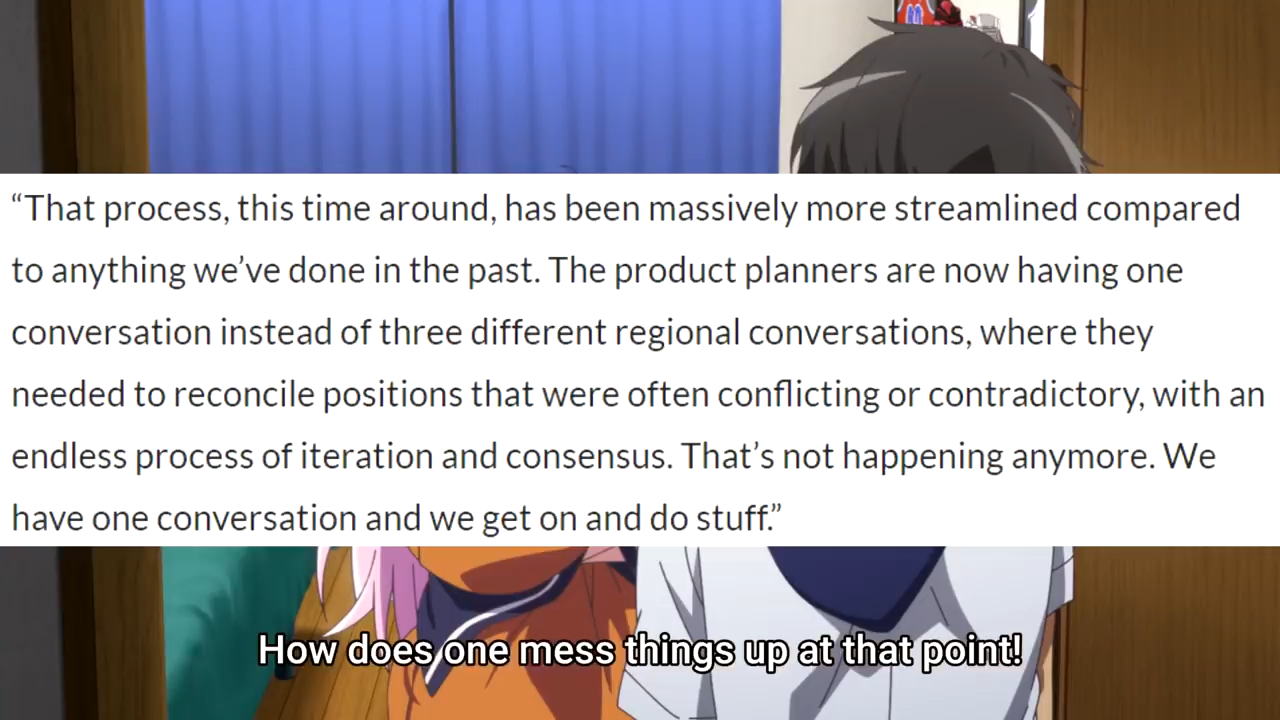 “That process, this time around, has been massively more streamlined compared
to anything we’ve done in the past. The product planners are now having one
conversation instead of three different regional conversations, where they
needed to reconcile positions that were often conflicting or contradictory, with an
endless process of iteration and consensus. That’s not happening anymore. We
have one conversation and we get on and do stuff.”
How does one mess things up at that point!